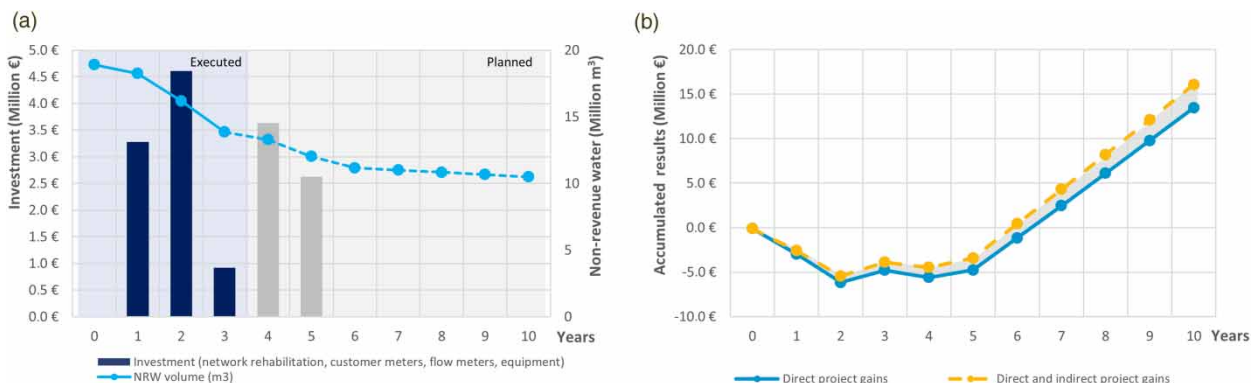 (a)
Executed
Planned
Investment (Million €)
5.0 €
4.5 €
4.0 €
3.5 €
3.0 €
2.5 €
2.0 €
1.5 €
1.0 €
0.5 €
0.0 €
20
15
10
5
0
Non-revenue water (Million m³)
0 1 2 3 4 5 6 7 8 9 10 Years
Investment (network rehabilitation, customer meters, flow meters, equipment)
NRW volume (m3)
(b)
Accumulated results (Million €)
20.0 €
15.0 €
10.0 €
5.0 €
0.0 €
-5.0 €
-10.0 €
0 1 2 3 4 5 6 7 8 9 10 Years
Direct project gains Direct and indirect project gains